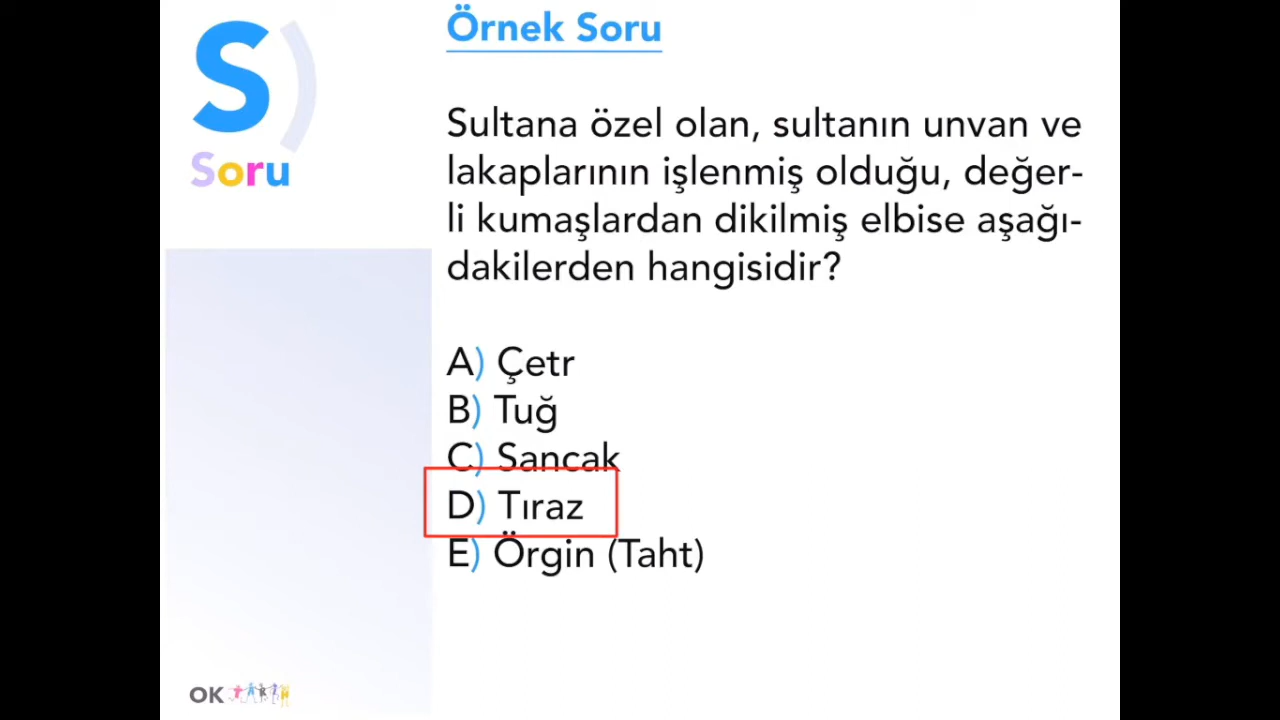 S)
Soru
Örnek Soru
Sultana özel olan, sultanın unvan ve
lakaplarının işlenmiş olduğu, değer-
li kumaşlardan dikilmiş elbise aşağı-
dakilerden hangisidir?
A) Çetr
B) Tuğ
C) Sancak
D) Tıraz
E) Örgin (Taht)
OK TARİH